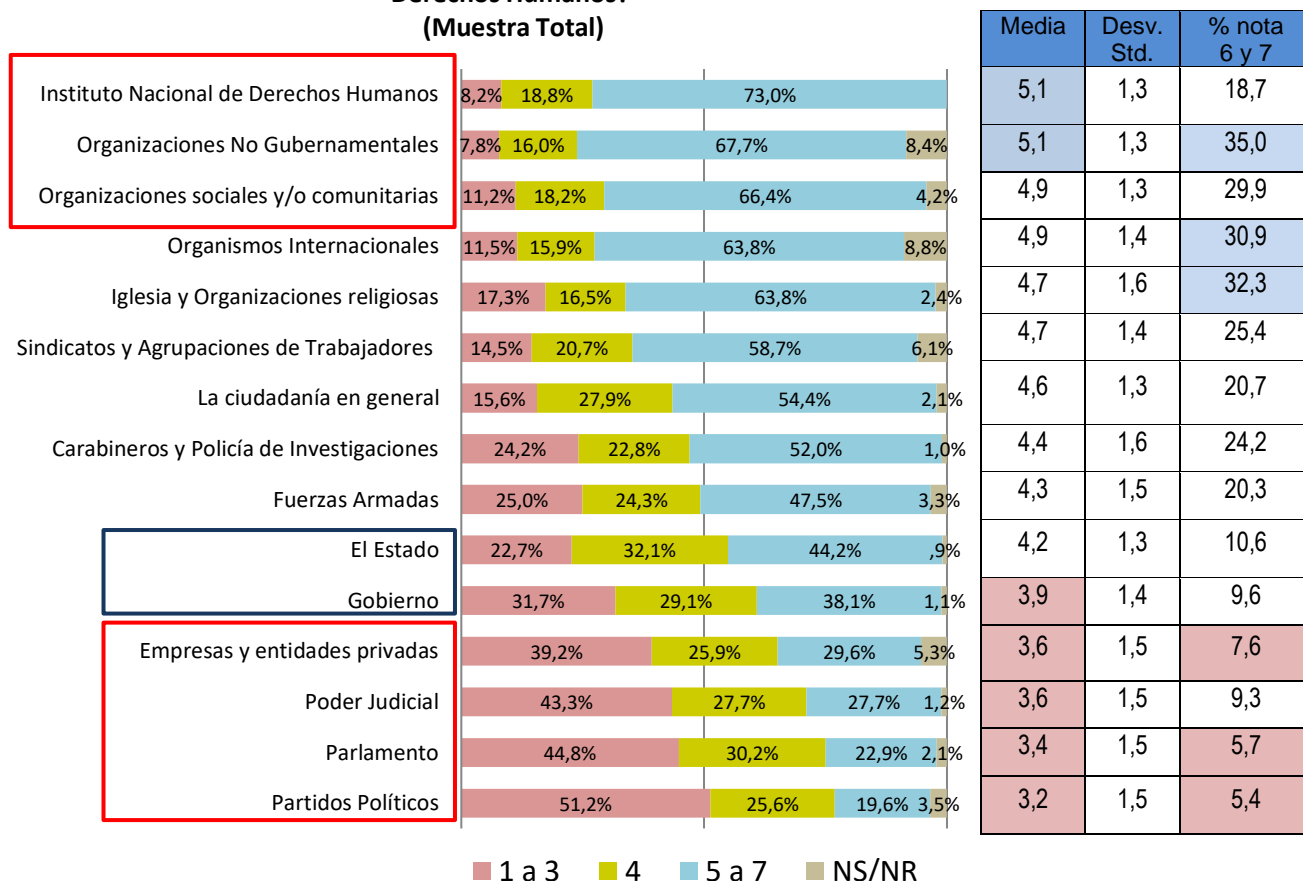 (Muestra Total)
Media Desv. Std. % nota 6 y 7
Instituto Nacional de Derechos Humanos 8,2% 18,8% 73,0% 5,1 1,3 18,7
Organizaciones No Gubernamentales 7,8% 16,0% 67,7% 8,4% 5,1 1,3 35,0
Organizaciones sociales y/o comunitarias 11,2% 18,2% 66,4% 4,2% 4,9 1,3 29,9
Organismos Internacionales 11,5% 15,9% 63,8% 8,8% 4,9 1,4 30,9
Iglesia y Organizaciones religiosas 17,3% 16,5% 63,8% 2,4% 4,7 1,6 32,3
Sindicatos y Agrupaciones de Trabajadores 14,5% 20,7% 58,7% 6,1% 4,7 1,4 25,4
La ciudadanía en general 15,6% 27,9% 54,4% 2,1% 4,6 1,3 20,7
Carabineros y Policía de Investigaciones 24,2% 22,8% 52,0% 1,0% 4,4 1,6 24,2
Fuerzas Armadas 25,0% 24,3% 47,5% 3,3% 4,3 1,5 20,3
El Estado 22,7% 32,1% 44,2% ,9% 4,2 1,3 10,6
Gobierno 31,7% 29,1% 38,1% 1,1% 3,9 1,4 9,6
Empresas y entidades privadas 39,2% 25,9% 29,6% 5,3% 3,6 1,5 7,6
Poder Judicial 43,3% 27,7% 27,7% 1,2% 3,6 1,5 9,3
Parlamento 44,8% 30,2% 22,9% 2,1% 3,4 1,5 5,7
Partidos Políticos 51,2% 25,6% 19,6% 3,5% 3,2 1,5 5,4
1 a 3 4 5 a 7 NS/NR